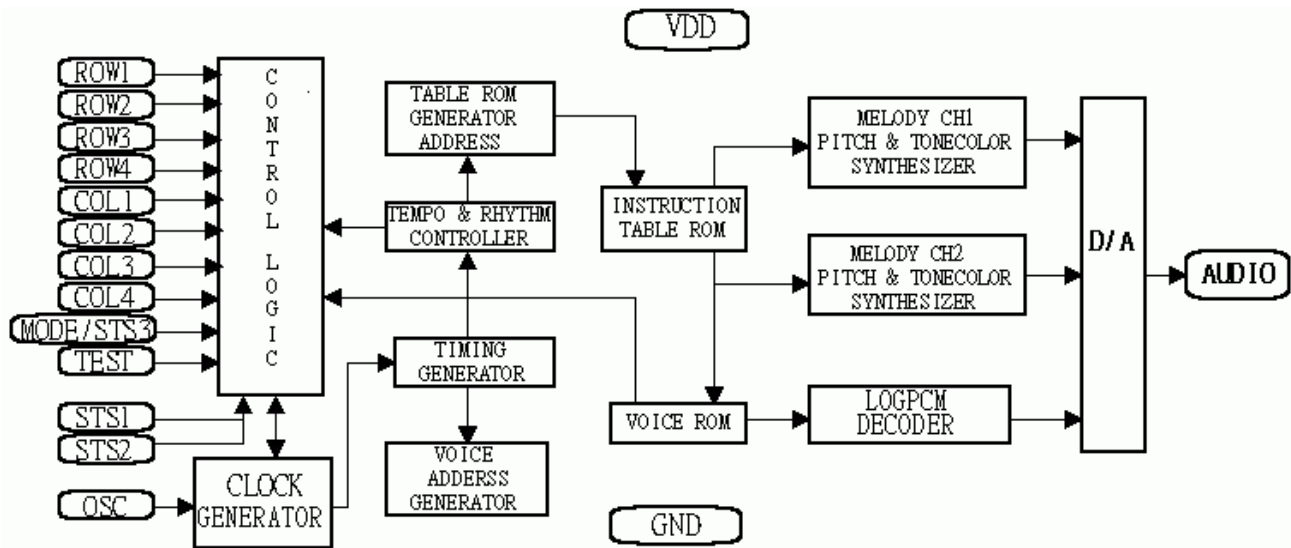 VDD
ROW1
ROW2
ROW3
ROW4
COL1
COL2
COL3
COL4
MODE/STS3
TEST
STS1
STS2
OSC
CONTROL LOGIC
CLOCK
GENERATOR
TABLE ROM
GENERATOR
ADDRESS
TEMPO & RHYTHM
CONTROLLER
TIMING
GENERATOR
VOICE
ADDERSS
GENERATOR
INSTRUCTION
TABLE ROM
VOICE ROM
MELODY CH1
PITCH & TONECOLOR
SYNTHESIZER
MELODY CH2
PITCH & TONECOLOR
SYNTHESIZER
LOGPCM
DECODER
D/A
AUDIO
GND